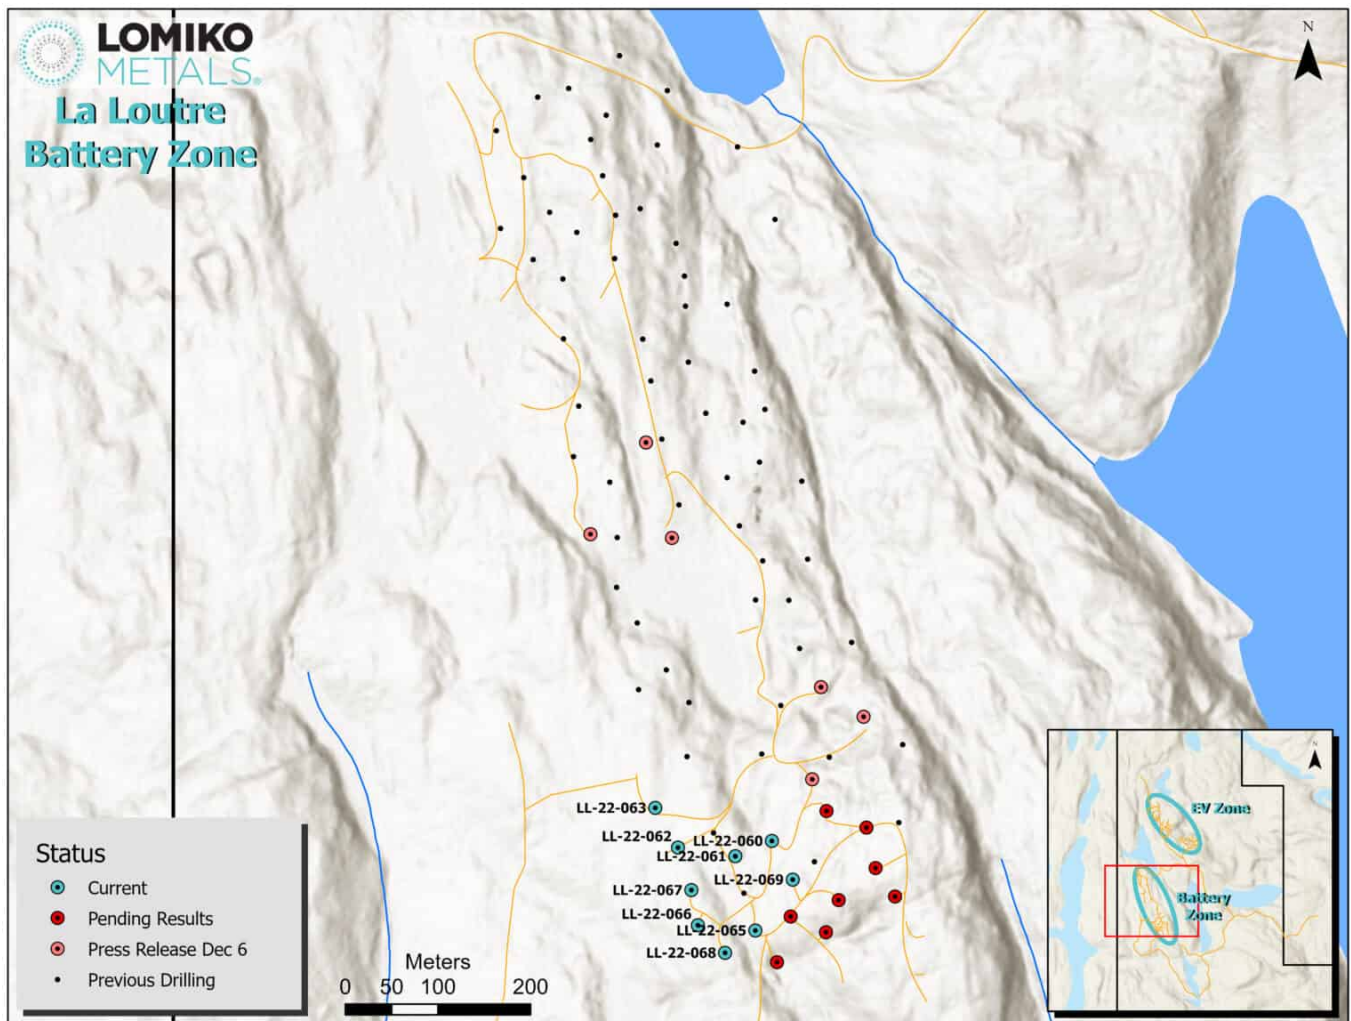 LOMIKO
METALS®
La Loutre
Battery Zone
N
LL-22-063
LL-22-062
LL-22-060
LL-22-061
LL-22-069
LL-22-067
LL-22-066
LL-22-065
LL-22-068
Status
Current
Pending Results
Press Release Dec 6
Previous Drilling
Meters
0 50 100 200
N
EV Zone
Battery
Zone